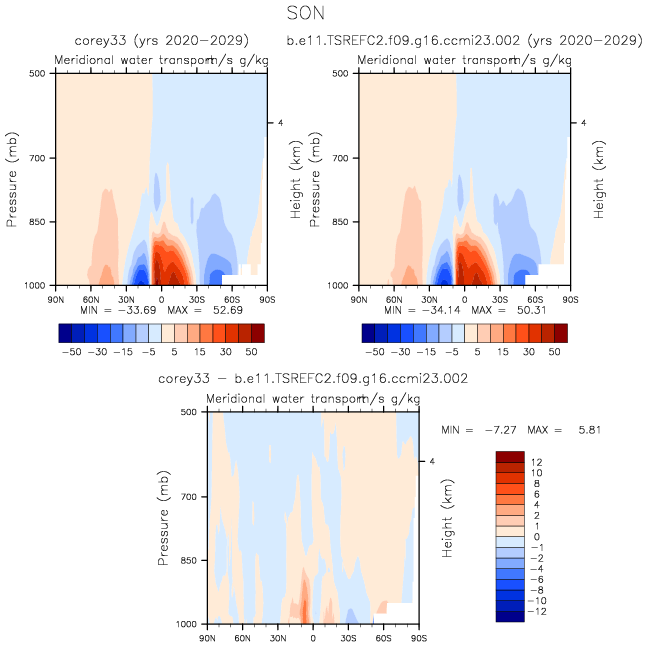 SON
corey33 (yrs 2020-2029)
b.e11.TSREFC2.f09.g16.ccmi23.002 (yrs 2020-2029)
Meridional water transport m/s g/kg
Meridional water transport m/s g/kg
500
700
850
1000
Pressure (mb)
4
Height (km)
90N 60N 30N 0 30S 60S 90S
MIN = -33.69 MAX = 52.69
-50 -30 -15 -5 5 15 30 50
500
700
850
1000
Pressure (mb)
4
Height (km)
90N 60N 30N 0 30S 60S 90S
MIN = -34.14 MAX = 50.31
-50 -30 -15 -5 5 15 30 50
corey33 - b.e11.TSREFC2.f09.g16.ccmi23.002
Meridional water transport m/s g/kg
500
700
850
1000
Pressure (mb)
4
Height (km)
90N 60N 30N 0 30S 60S 90S
MIN = -7.27 MAX = 5.81
12
10
8
6
4
2
1
0
-1
-2
-4
-6
-8
-10
-12